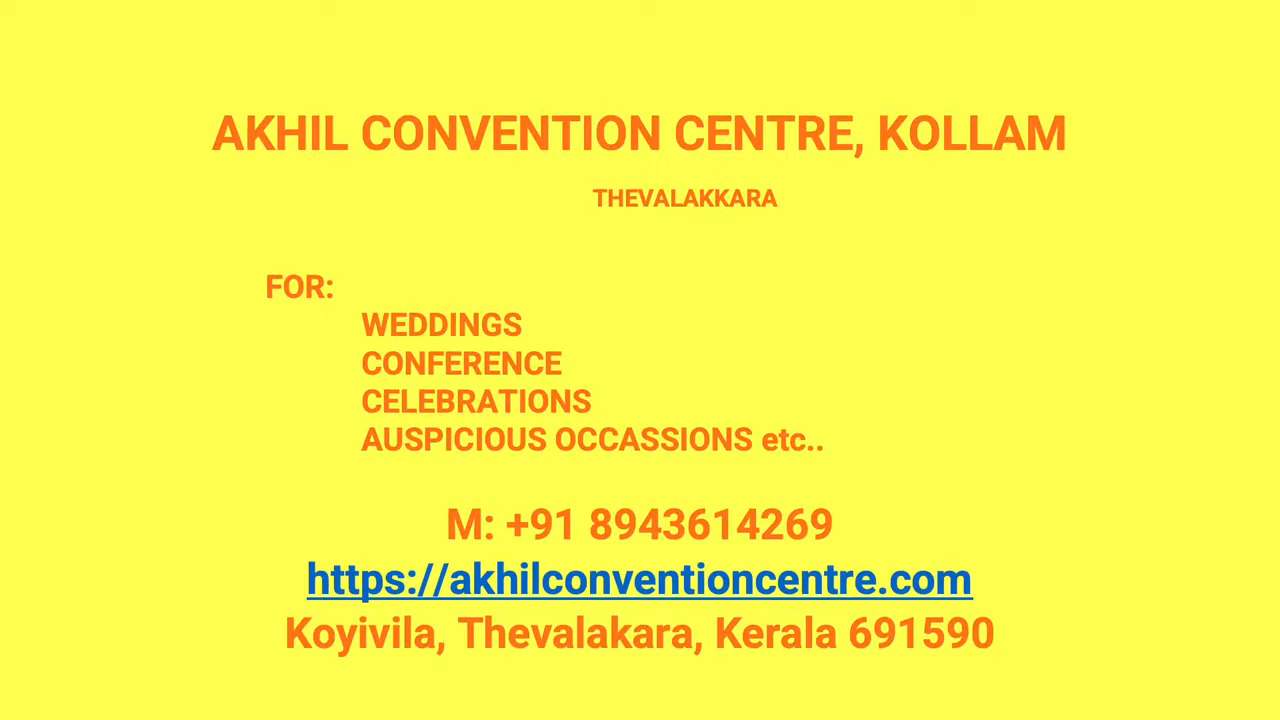 AKHIL CONVENTION CENTRE, KOLLAM
THEVALAKKARA
FOR:
WEDDINGS
CONFERENCE
CELEBRATIONS
AUSPICIOUS OCCASSIONS etc..
M: +91 8943614269
https://akhilconventioncentre.com
Koyivila, Thevalakara, Kerala 691590